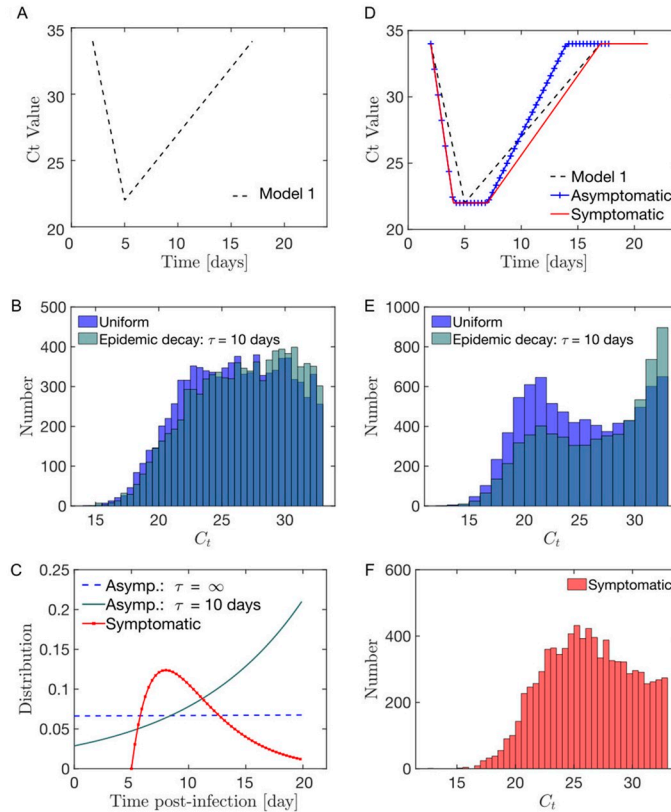 A
35
30
25
20
Ct Value
0 5 10 15 20
Time [days]
Model 1
D
35
30
25
20
Ct Value
0 5 10 15 20
Time [days]
Model 1
Asymptomatic
Symptomatic
B
500
400
300
200
100
0
Number
15 20 25 30
Cₜ
Uniform
Epidemic decay: τ = 10 days
E
1000
800
600
400
200
0
Number
15 20 25 30
Cₜ
Uniform
Epidemic decay: τ = 10 days
C
0.25
0.2
0.15
0.1
0.05
0
Distribution
0 5 10 15 20
Time post-infection [day]
Asymp.: τ = ∞
Asymp.: τ = 10 days
Symptomatic
F
600
400
200
0
Number
15 20 25 30
Cₜ
Symptomatic